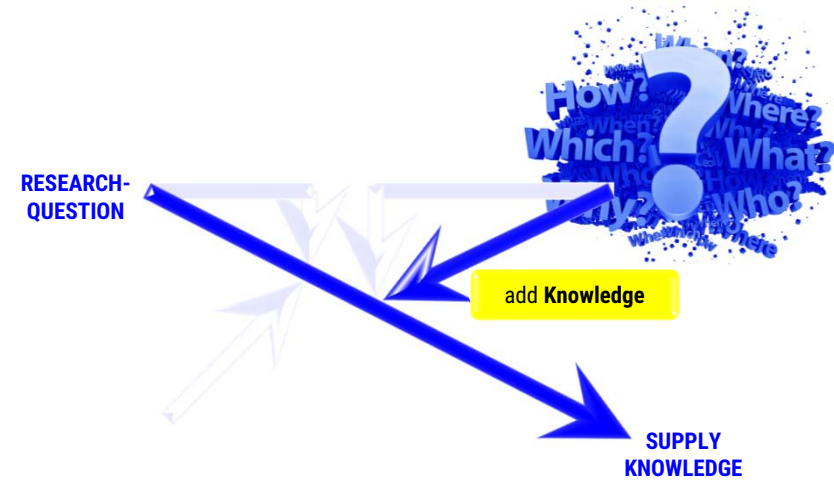 How?
Where?
When?
Why?
Which?
What?
Who?
RESEARCH-
QUESTION
add Knowledge
SUPPLY
KNOWLEDGE